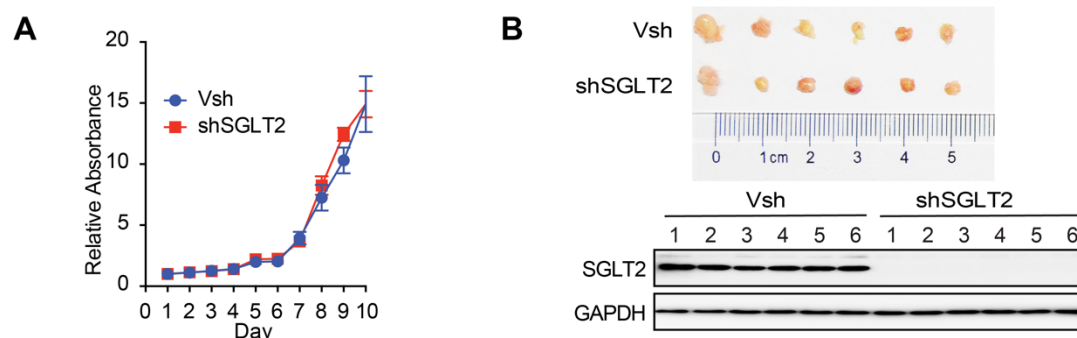 A
Relative Absorbance
20
15
10
5
0
Vsh
shSGLT2
0 1 2 3 4 5 6 7 8 9 10
Day
B
Vsh
shSGLT2
0 1 cm 2 3 4 5
Vsh shSGLT2
1 2 3 4 5 6 1 2 3 4 5 6
SGLT2
GAPDH